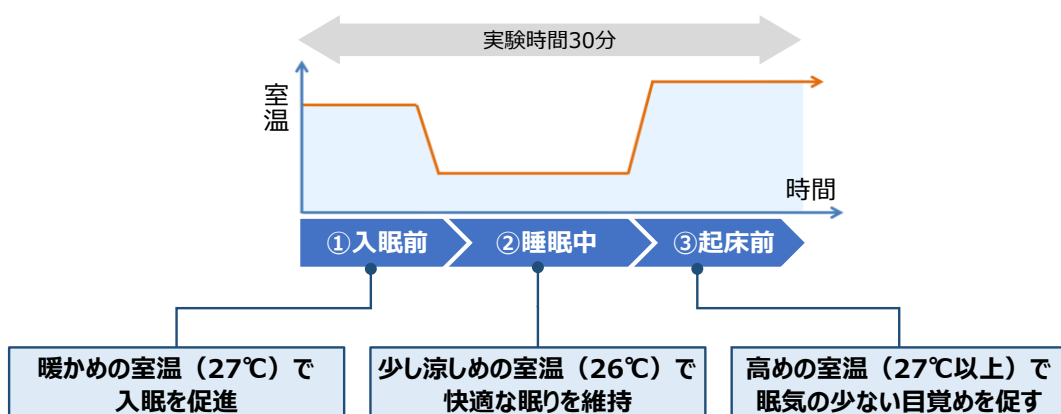 実験時間30分
室温
時間
①入眠前
②睡眠中
③起床前
暖かめの室温（27℃）で
入眠を促進
少し涼しめの室温（26℃）で
快適な眠りを維持
高めの室温（27℃以上）で
眠気の少ない目覚めを促す